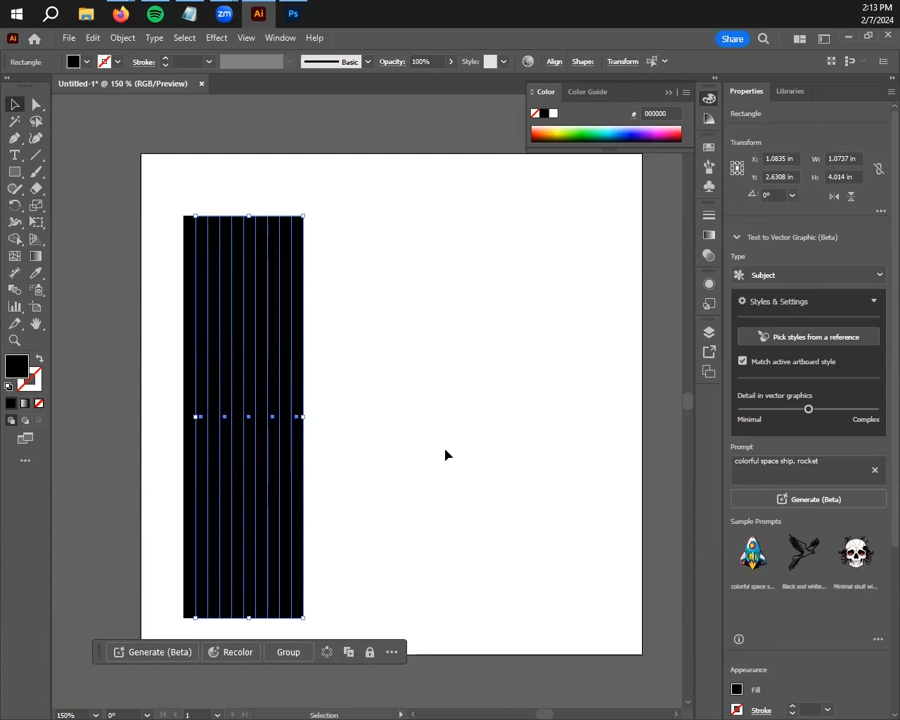 Ai
Ps
zm
2:13 PM
2/7/2024
Ai
File Edit Object Type Select Effect View Window Help
Share
Rectangle
Stroke:
Basic
Opacity: 100%
Style:
Align
Shape:
Transform
Untitled-1* @ 150 % (RGB/Preview)
Color Color Guide
# 000000
Properties Libraries
Rectangle
Transform
X: 1.0835 in W: 1.0737 in
Y: 2.6308 in H: 4.014 in
0°
Text to Vector Graphic (Beta)
Type
Subject
Styles & Settings
Pick styles from a reference
Match active artboard style
Detail in vector graphics
Minimal Complex
Prompt
colorful space ship, rocket
Generate (Beta)
Sample Prompts
colorful space s... Black and white... Minimal skull wi...
Appearance
Fill
Stroke
Generate (Beta) Recolor Group
150% 0° 1 Selection